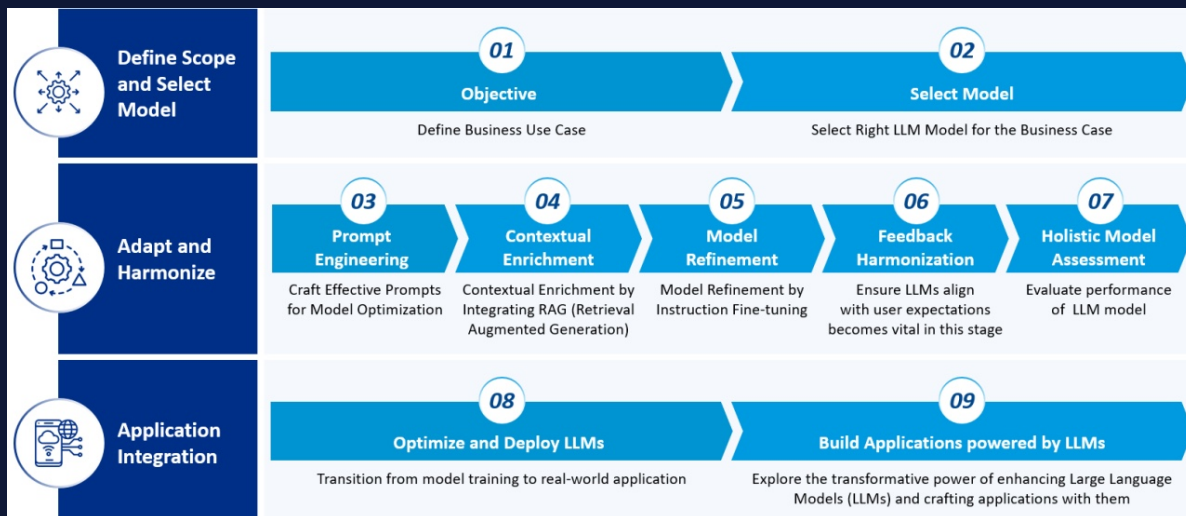 Define Scope
and Select
Model
01
Objective
Define Business Use Case
02
Select Model
Select Right LLM Model for the Business Case
Adapt and
Harmonize
03
Prompt
Engineering
Craft Effective Prompts
for Model Optimization
04
Contextual
Enrichment
Contextual Enrichment by
Integrating RAG (Retrieval
Augmented Generation)
05
Model
Refinement
Model Refinement by
Instruction Fine-tuning
06
Feedback
Harmonization
Ensure LLMs align
with user expectations
becomes vital in this stage
07
Holistic Model
Assessment
Evaluate performance
of LLM model
Application
Integration
08
Optimize and Deploy LLMs
Transition from model training to real-world application
09
Build Applications powered by LLMs
Explore the transformative power of enhancing Large Language
Models (LLMs) and crafting applications with them